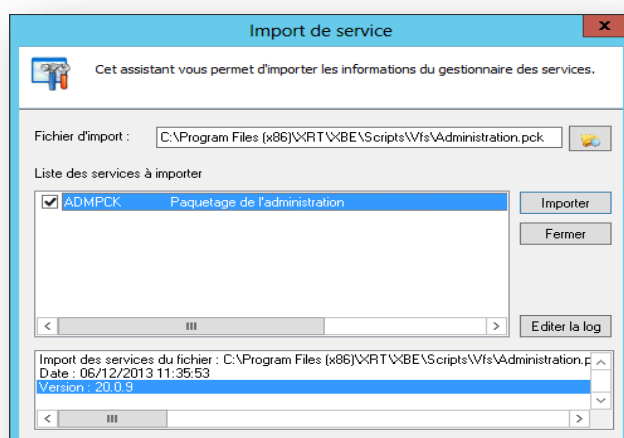 Import de service
x
Cet assistant vous permet d'importer les informations du gestionnaire des services.
Fichier d'import :
C:\Program Files (x86)\XRT\XBE\Scripts\Vfs\Administration.pck
Liste des services à importer
ADMPCK Paquetage de l'administration
Importer
Fermer
Editer la log
Import des services du fichier : C:\Program Files (x86)\XRT\XBE\Scripts\Vfs\Administration.p
Date : 06/12/2013 11:35:53
Version : 20.0.9